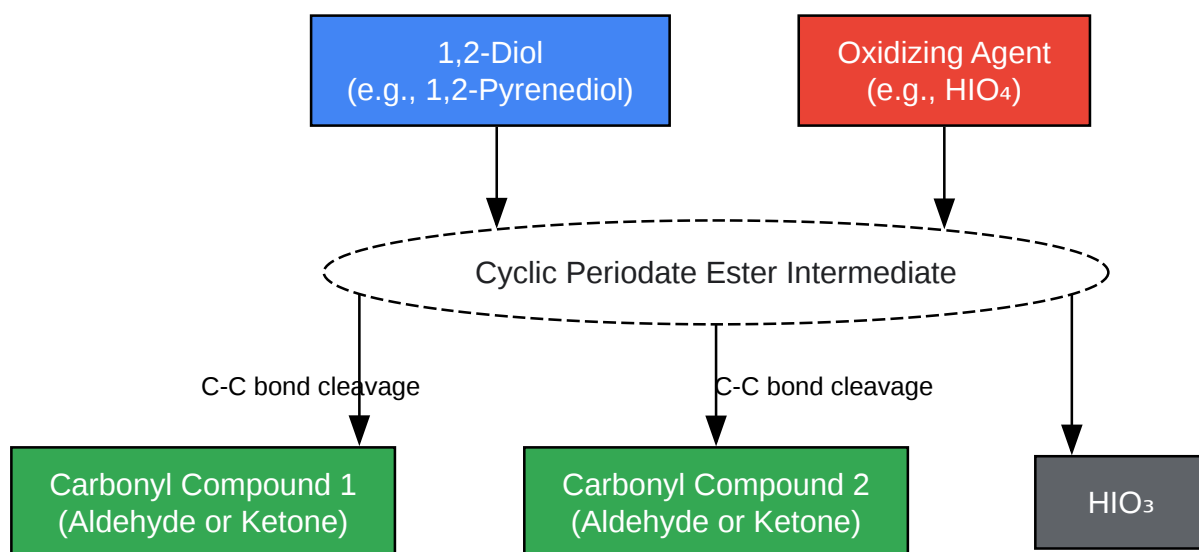 1,2-Diol
(e.g., 1,2-Pyrenediol)
Oxidizing Agent
(e.g., HIO₄)
Cyclic Periodate Ester Intermediate
C-C bond cleavage
C-C bond cleavage
Carbonyl Compound 1
(Aldehyde or Ketone)
Carbonyl Compound 2
(Aldehyde or Ketone)
HIO₃